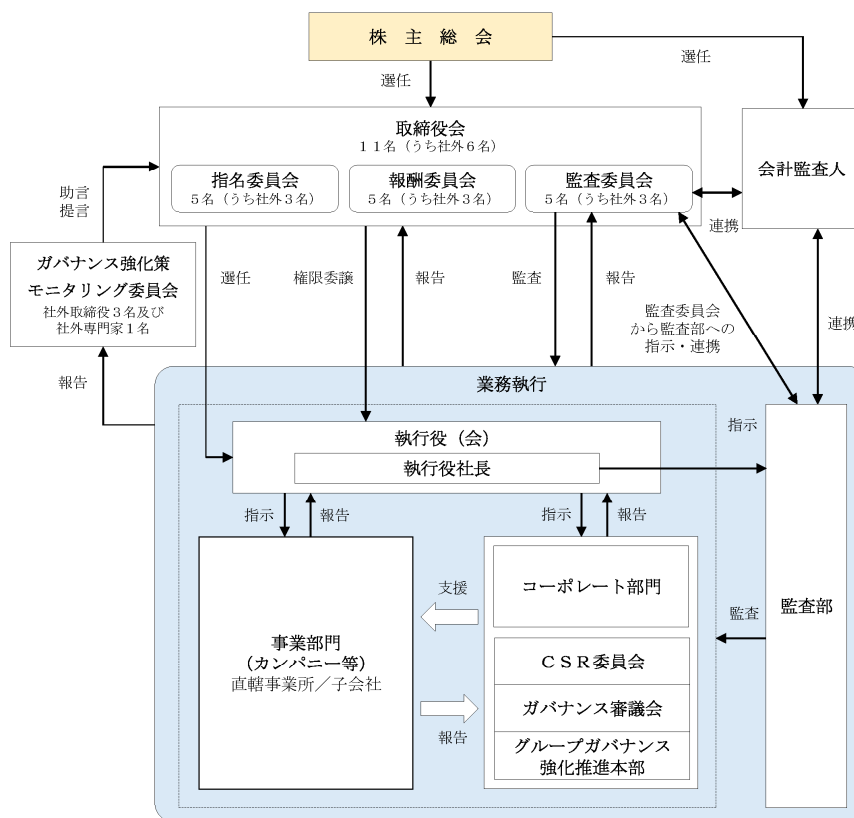 株 主 総 会
選任
選任
取締役会
１１名（うち社外６名）
指名委員会
５名（うち社外３名）
報酬委員会
５名（うち社外３名）
監査委員会
５名（うち社外３名）
会計監査人
連携
助言
提言
ガバナンス強化策
モニタリング委員会
社外取締役３名及び
社外専門家１名
選任
権限委譲
報告
監査
報告
監査委員会
から監査部への
指示・連携
連携
報告
業務執行
執行役（会）
執行役社長
指示
指示
報告
指示
報告
事業部門
（カンパニー等）
直轄事業所／子会社
支援
報告
コーポレート部門
ＣＳＲ委員会
ガバナンス審議会
グループガバナンス
強化推進本部
監査
監査部